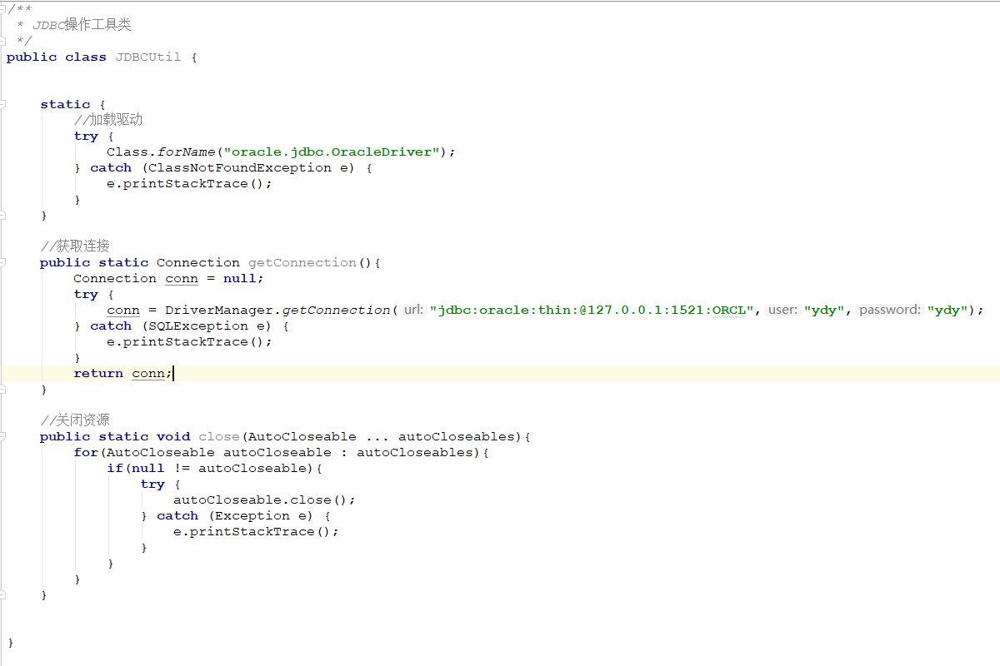 /**
 * JDBC操作工具类
 */
public class JDBCUtil {
    static {
        //加载驱动
        try {
            Class.forName("oracle.jdbc.OracleDriver");
        } catch (ClassNotFoundException e) {
            e.printStackTrace();
        }
    }
    //获取连接
    public static Connection getConnection(){
        Connection conn = null;
        try {
            conn = DriverManager.getConnection( url: "jdbc:oracle:thin:@127.0.0.1:1521:ORCL", user: "ydy", password: "ydy");
        } catch (SQLException e) {
            e.printStackTrace();
        }
        return conn;
    }
    //关闭资源
    public static void close(AutoCloseable ... autoCloseables){
        for(AutoCloseable autoCloseable : autoCloseables){
            if(null != autoCloseable){
                try {
                    autoCloseable.close();
                } catch (Exception e) {
                    e.printStackTrace();
                }
            }
        }
    }
}